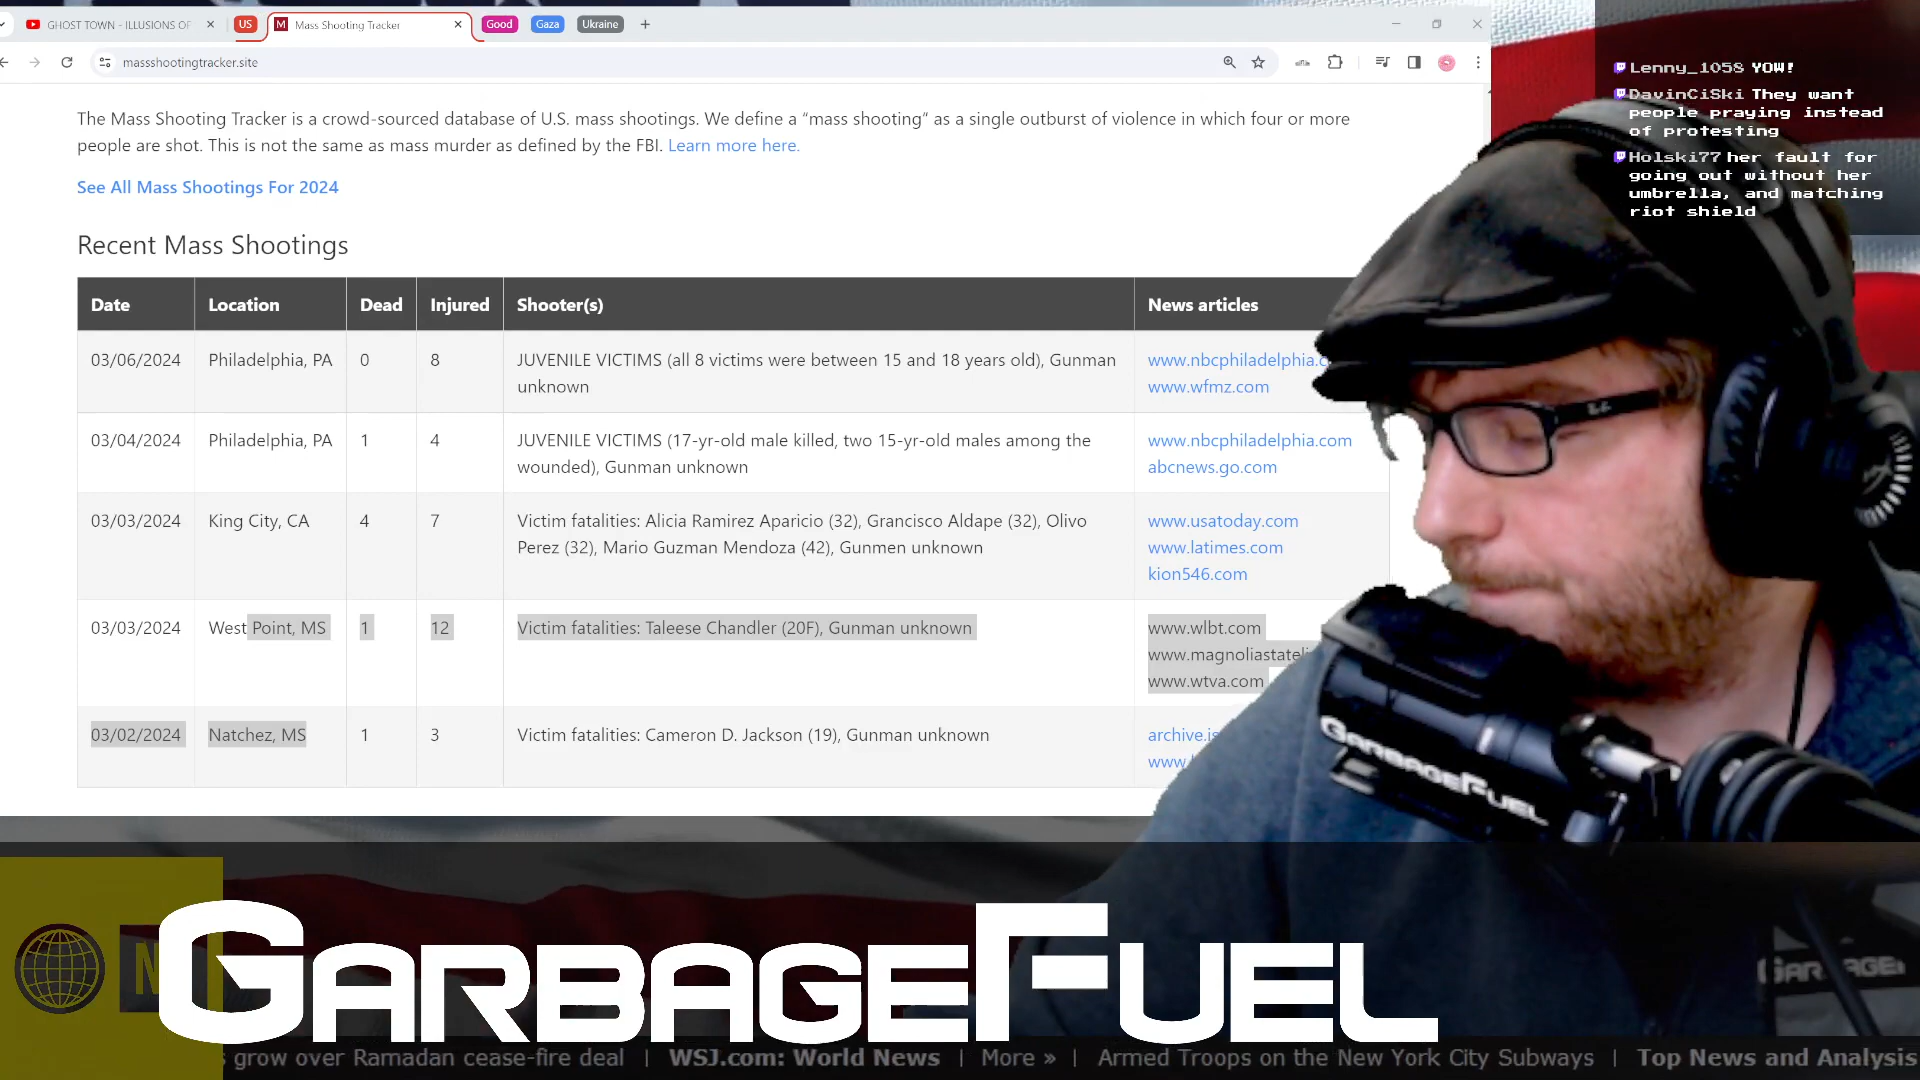 GHOST TOWN - ILLUSIONS OF
US
Mass Shooting Tracker
Good
Gaza
Ukraine
massshootingtracker.site
The Mass Shooting Tracker is a crowd-sourced database of U.S. mass shootings. We define a “mass shooting” as a single outburst of violence in which four or more
people are shot. This is not the same as mass murder as defined by the FBI. Learn more here.
See All Mass Shootings For 2024
Recent Mass Shootings
Date Location Dead Injured Shooter(s) News articles
03/06/2024 Philadelphia, PA 0 8 JUVENILE VICTIMS (all 8 victims were between 15 and 18 years old), Gunman www.nbcphiladelphia.c
unknown www.wfmz.com
03/04/2024 Philadelphia, PA 1 4 JUVENILE VICTIMS (17-yr-old male killed, two 15-yr-old males among the www.nbcphiladelphia.com
wounded), Gunman unknown abcnews.go.com
03/03/2024 King City, CA 4 7 Victim fatalities: Alicia Ramirez Aparicio (32), Grancisco Aldape (32), Olivo www.usatoday.com
Perez (32), Mario Guzman Mendoza (42), Gunmen unknown www.latimes.com
kion546.com
03/03/2024 West Point, MS 1 12 Victim fatalities: Taleese Chandler (20F), Gunman unknown www.wlbt.com
www.magnoliastateli
www.wtva.com
03/02/2024 Natchez, MS 1 3 Victim fatalities: Cameron D. Jackson (19), Gunman unknown archive.is
www.
Lenny_1058 YOW!
DavinCiSki They want
people praying instead
of protesting
Holski77 her fault for
going out without her
umbrella, and matching
riot shield
Ray-Ban
GARBAGEFUEL
N
GARBAGEFUEL
GARBAGE
s grow over Ramadan cease-fire deal | WSJ.com: World News | More » | Armed Troops on the New York City Subways | Top News and Analysis